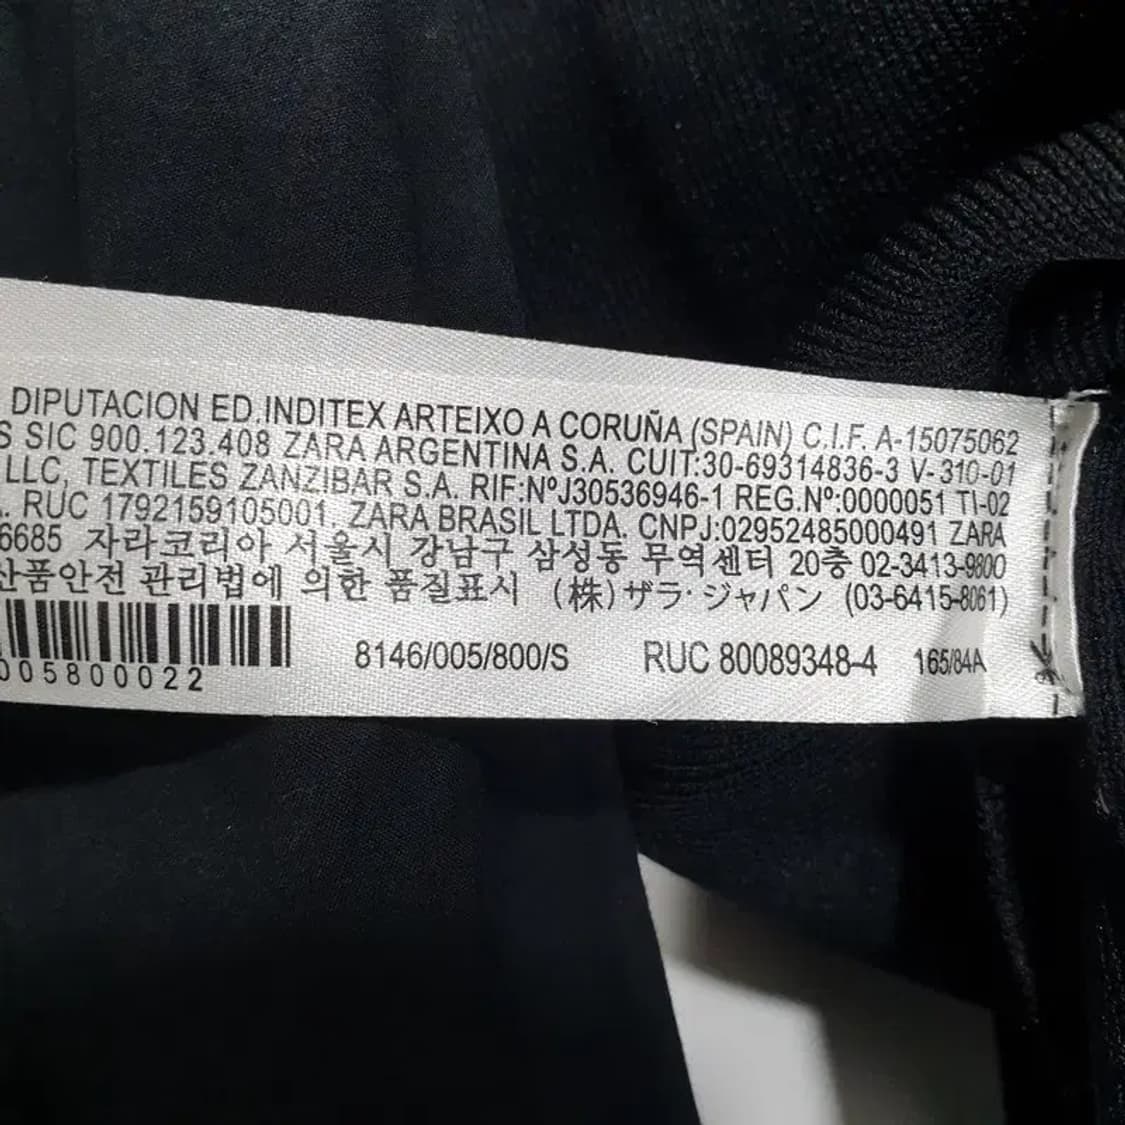 DIPUTACION ED.INDITEX ARTEIXO A CORUÑA (SPAIN) C.I.F. A-15075062
S SIC 900.123.408 ZARA ARGENTINA S.A. CUIT:30-69314836-3 V-310-01
LLC, TEXTILES ZANZIBAR S.A. RIF:NºJ30536946-1 REG.Nº:0000051 TI-02
. RUC 1792159105001. ZARA BRASIL LTDA. CNPJ:02952485000491 ZARA
6685 자라코리아 서울시 강남구 삼성동 무역센터 20층 02-3413-9800
산품안전 관리법에 의한 품질표시 (株)ザラ・ジャパン (03-6415-8061)
005800022 8146/005/800/S RUC 80089348-4 165/84A